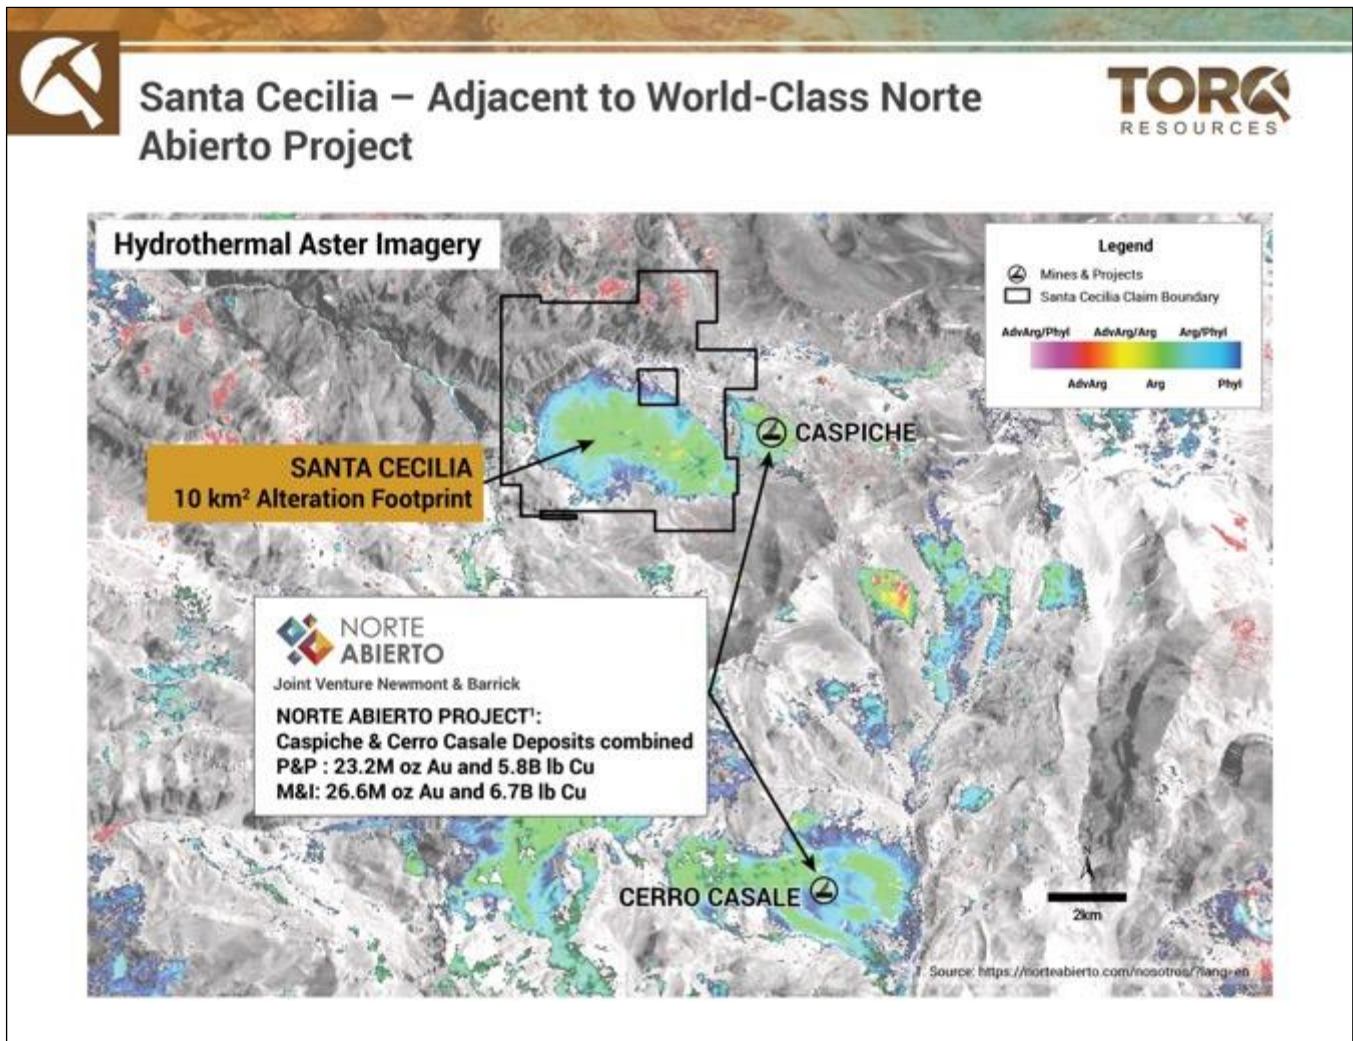 Santa Cecilia – Adjacent to World-Class Norte
Abierto Project
TORQ
RESOURCES
Hydrothermal Aster Imagery
Legend
Mines & Projects
Santa Cecilia Claim Boundary
AdvArg/Phyl AdvArg/Arg Arg/Phyl
AdvArg Arg Phyl
CASPICHE
SANTA CECILIA
10 km² Alteration Footprint
NORTE
ABIERTO
Joint Venture Newmont & Barrick
NORTE ABIERTO PROJECT¹:
Caspiche & Cerro Casale Deposits combined
P&P : 23.2M oz Au and 5.8B lb Cu
M&I: 26.6M oz Au and 6.7B lb Cu
CERRO CASALE
N
2km
1. Source: https://norteabierto.com/nosotros/?lang=en